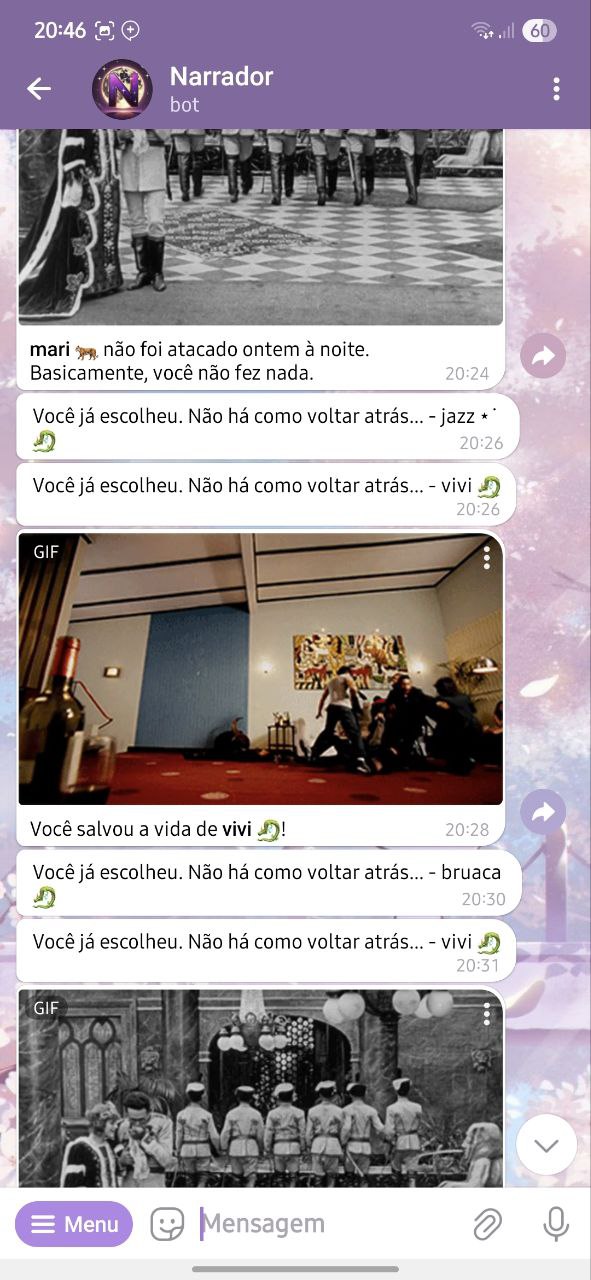 20:46
60
Narrador
bot
mari 🐅 não foi atacado ontem à noite.
Basicamente, você não fez nada.
20:24
Você já escolheu. Não há como voltar atrás... - jazz ⋆˙
🐉
20:26
Você já escolheu. Não há como voltar atrás... - vivi 🐉
20:26
GIF
Você salvou a vida de vivi 🐉!
20:28
Você já escolheu. Não há como voltar atrás... - bruaca
🐉
20:30
Você já escolheu. Não há como voltar atrás... - vivi 🐉
20:31
GIF
Menu
Mensagem